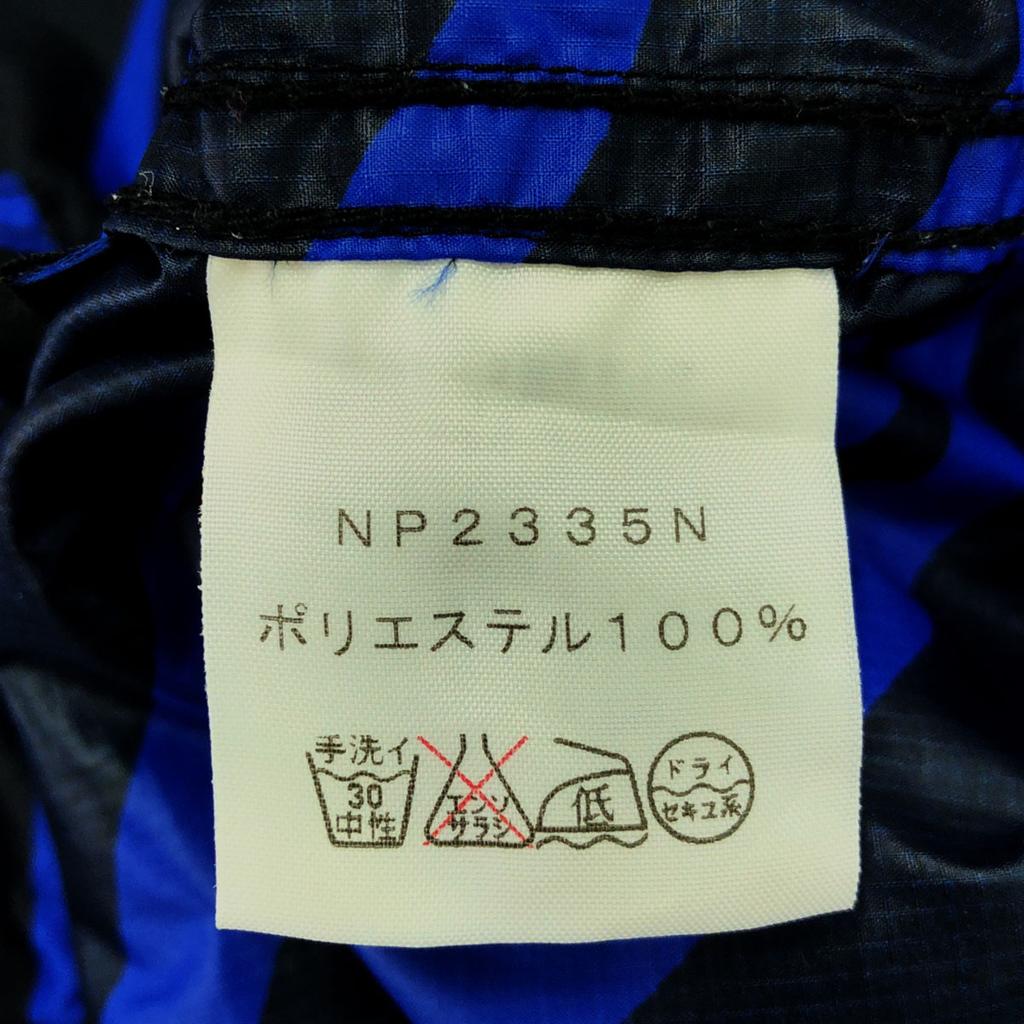 NP2335N
ポリエステル100%
手洗イ
30
中性
エンソ
サラシ
低
ドライ
セキユ系